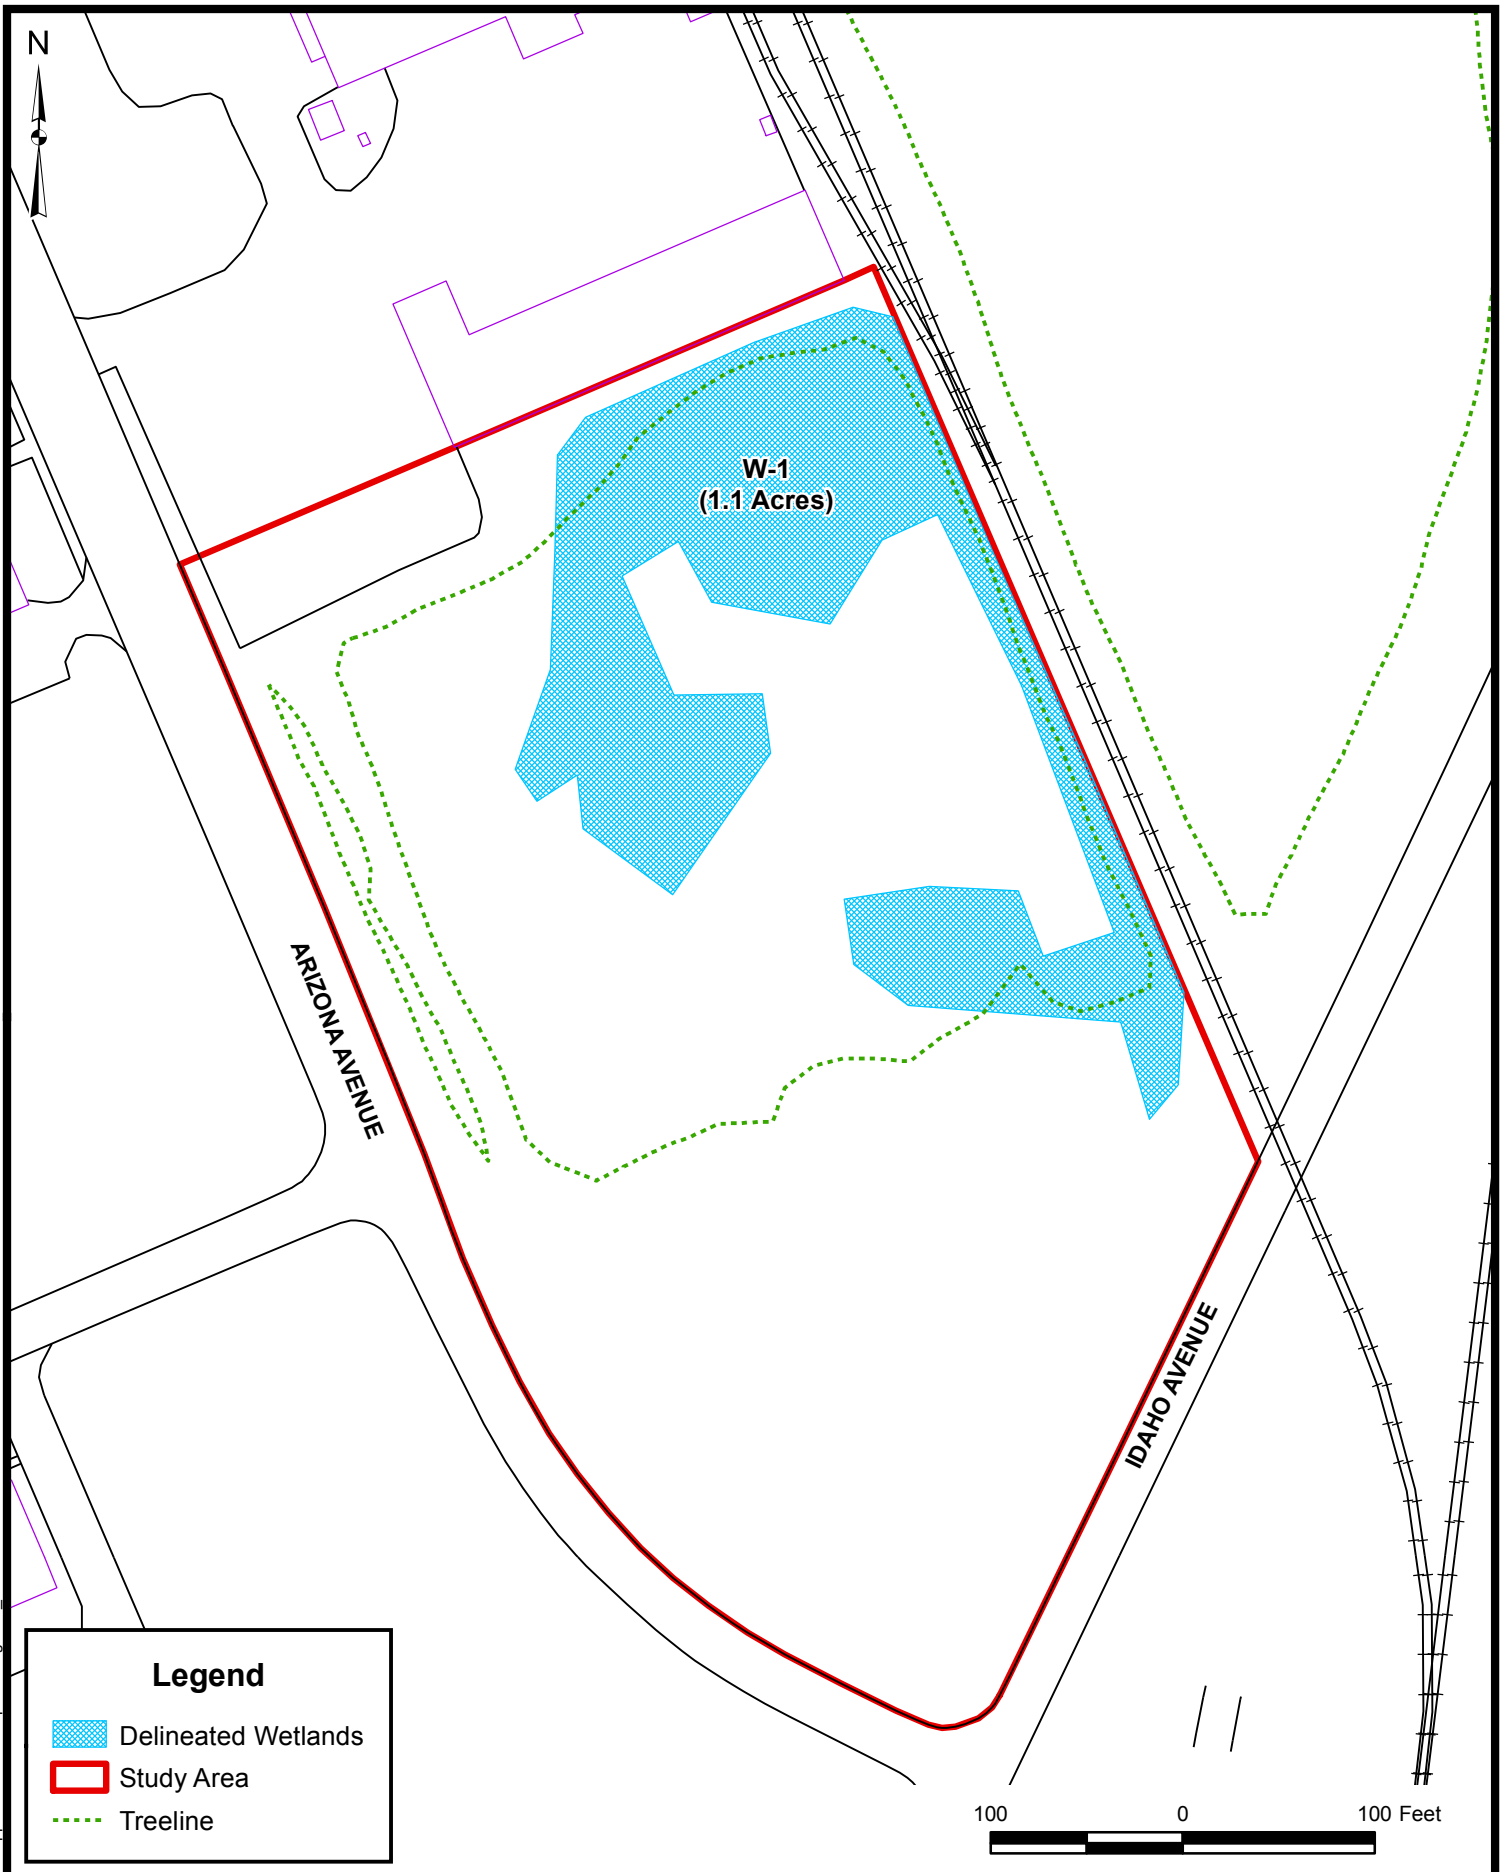 N
W-1
(1.1 Acres)
ARIZONA AVENUE
IDAHO AVENUE
Legend
Delineated Wetlands
Study Area
Treeline
100 0 100 Feet